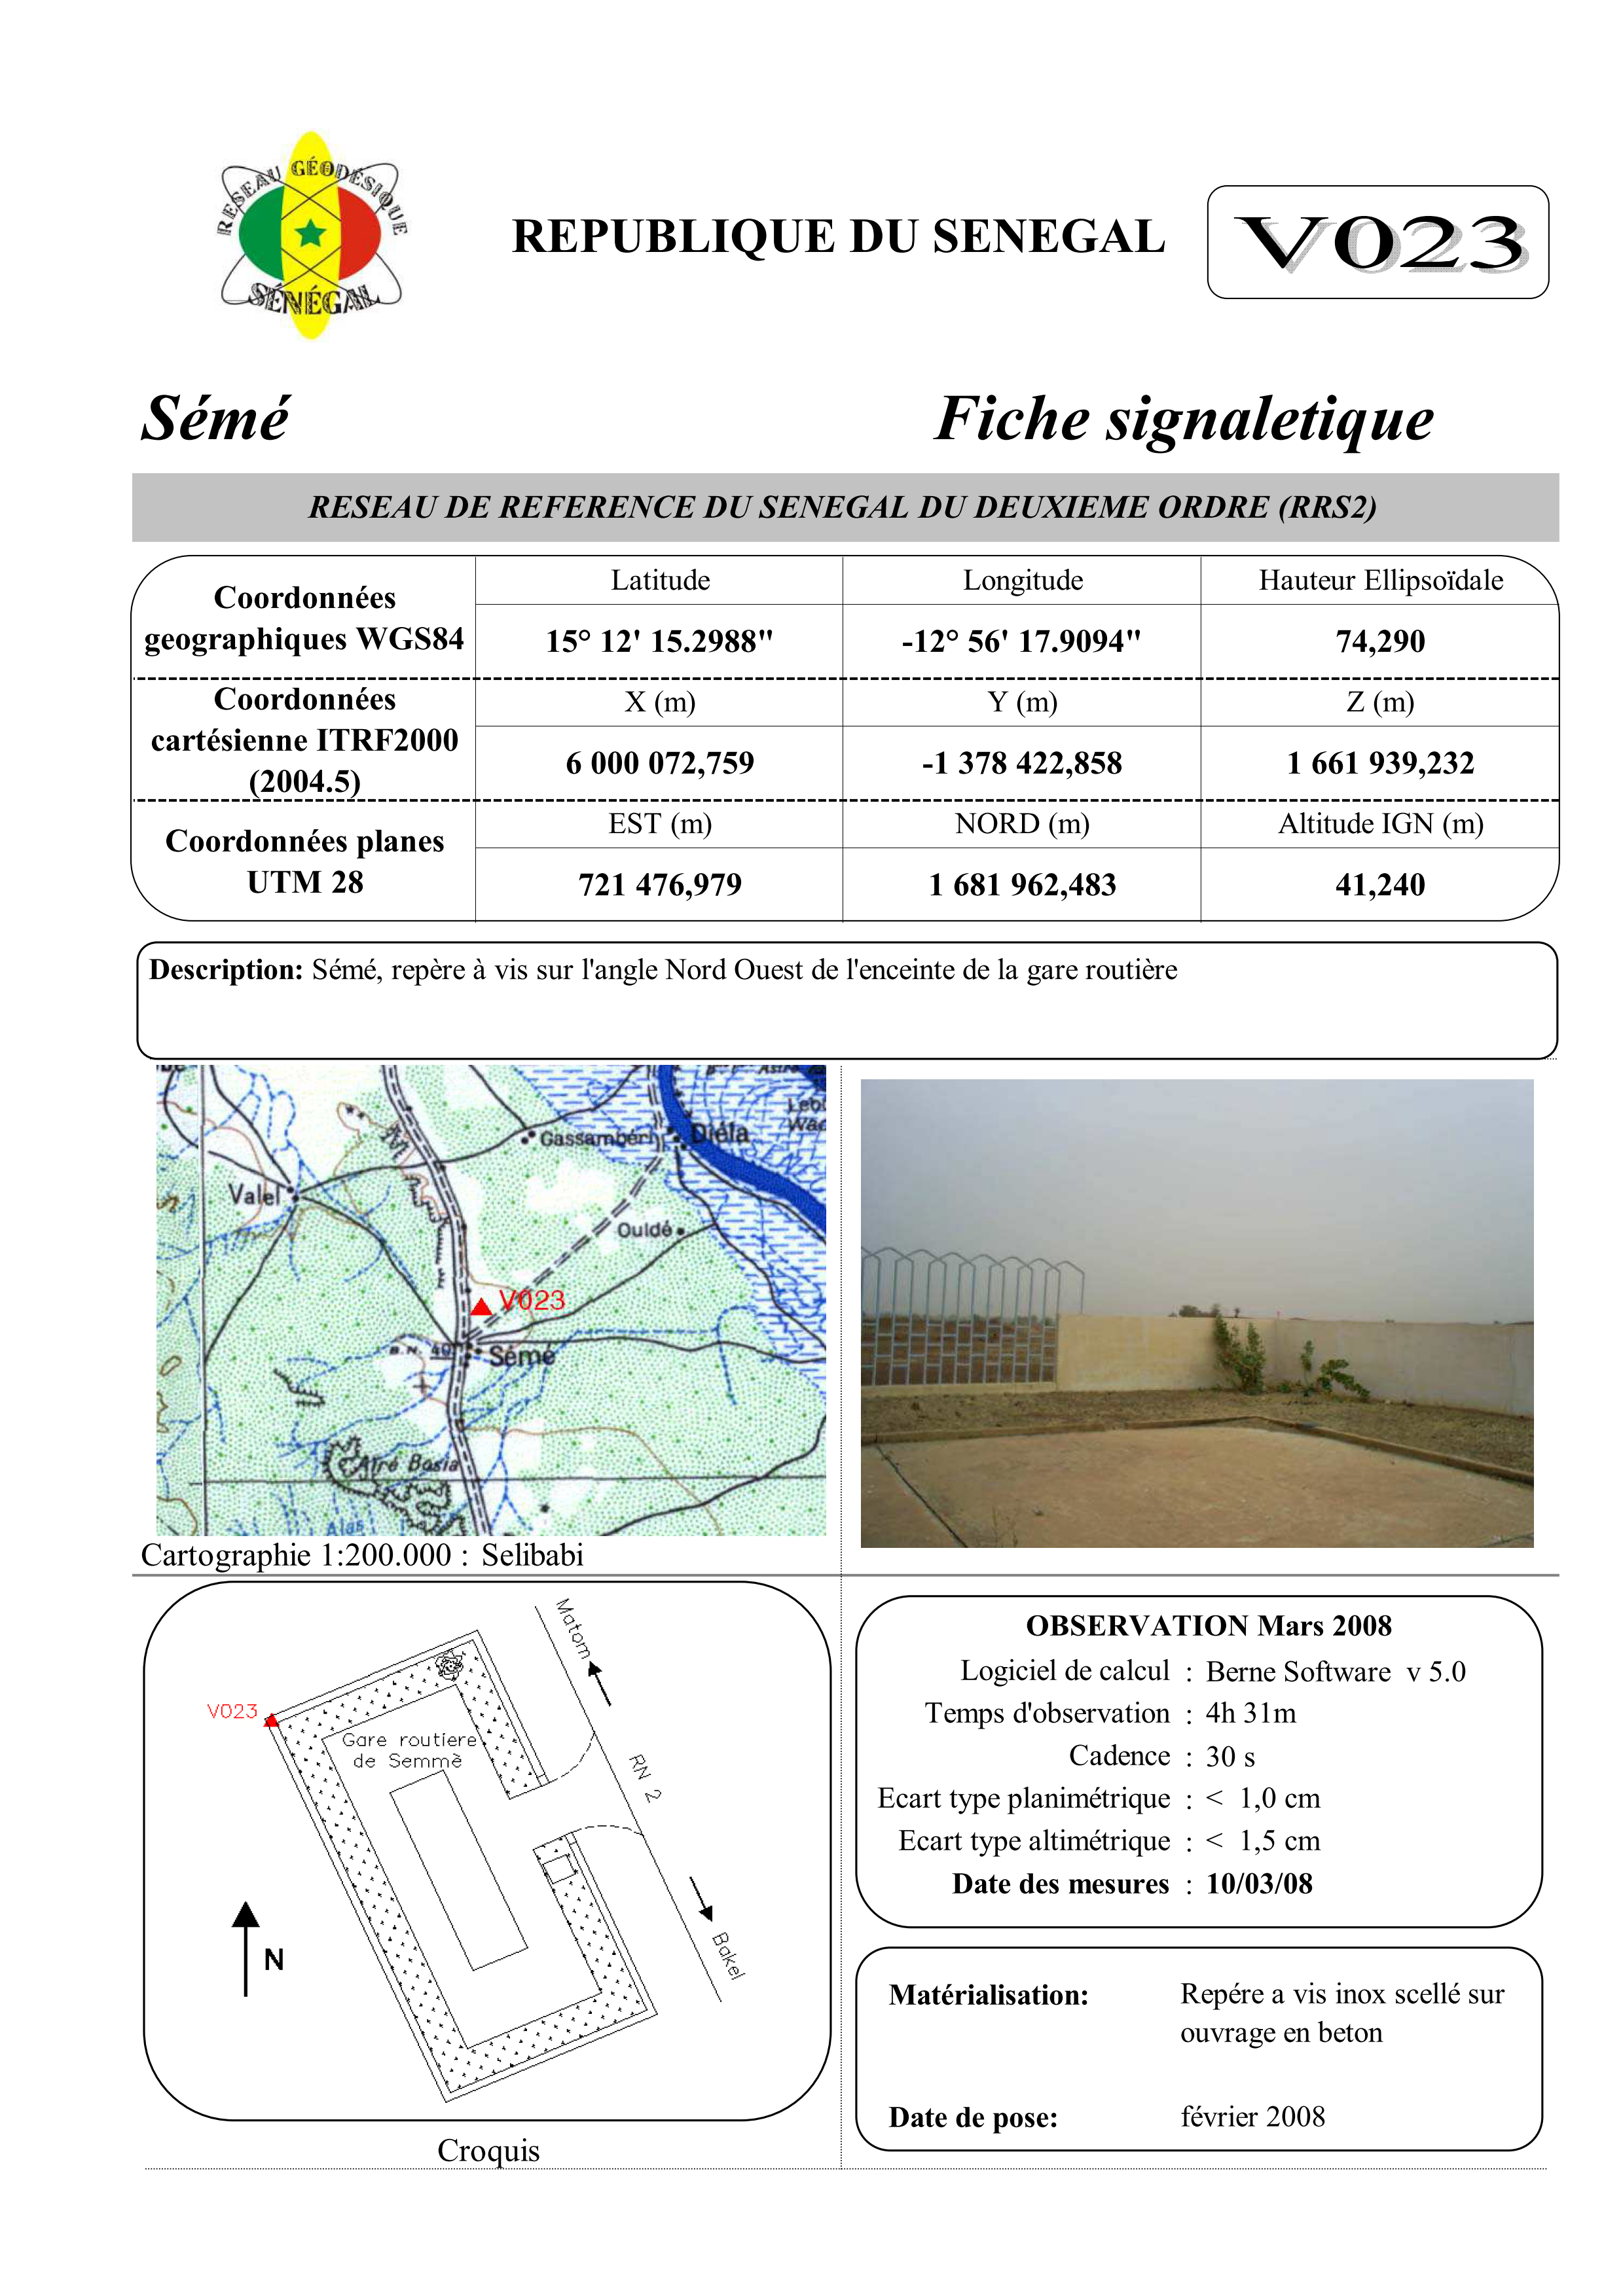 RESEAU GÉODÉSIQUE
SÉNÉGAL
REPUBLIQUE DU SENEGAL
V023
Sémé
Fiche signaletique
RESEAU DE REFERENCE DU SENEGAL DU DEUXIEME ORDRE (RRS2)
Coordonnées
geographiques WGS84
Latitude
Longitude
Hauteur Ellipsoïdale
15° 12' 15.2988"
-12° 56' 17.9094"
74,290
Coordonnées
cartésienne ITRF2000
(2004.5)
X (m)
Y (m)
Z (m)
6 000 072,759
-1 378 422,858
1 661 939,232
Coordonnées planes
UTM 28
EST (m)
NORD (m)
Altitude IGN (m)
721 476,979
1 681 962,483
41,240
Description: Sémé, repère à vis sur l'angle Nord Ouest de l'enceinte de la gare routière
Gassambéri
Diéla
Valel
Ouldé
V023
Sémé
Atré Basia
Cartographie 1:200.000 : Selibabi
Matam
V023
Gare routiere
de Semmè
RN 2
Bakel
N
Croquis
OBSERVATION Mars 2008
Logiciel de calcul : Berne Software v 5.0
Temps d'observation : 4h 31m
Cadence : 30 s
Ecart type planimétrique : < 1,0 cm
Ecart type altimétrique : < 1,5 cm
Date des mesures : 10/03/08
Matérialisation: Repére a vis inox scellé sur
ouvrage en beton
Date de pose: février 2008